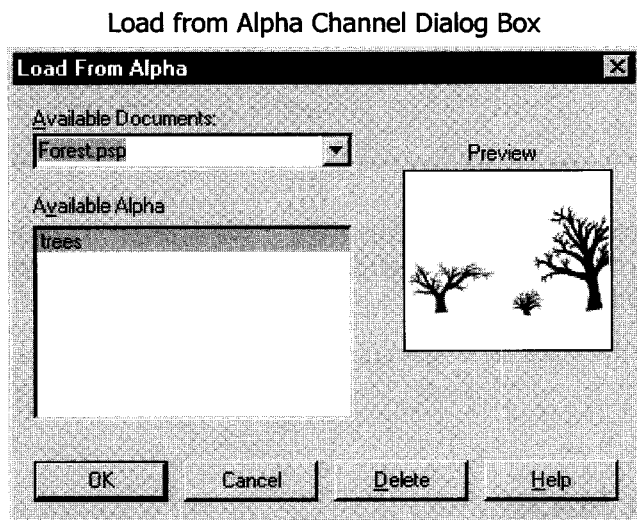 Load from Alpha Channel Dialog Box
Load From Alpha
Available Documents:
Forest.psp
Preview
Available Alpha
trees
OK
Cancel
Delete
Help